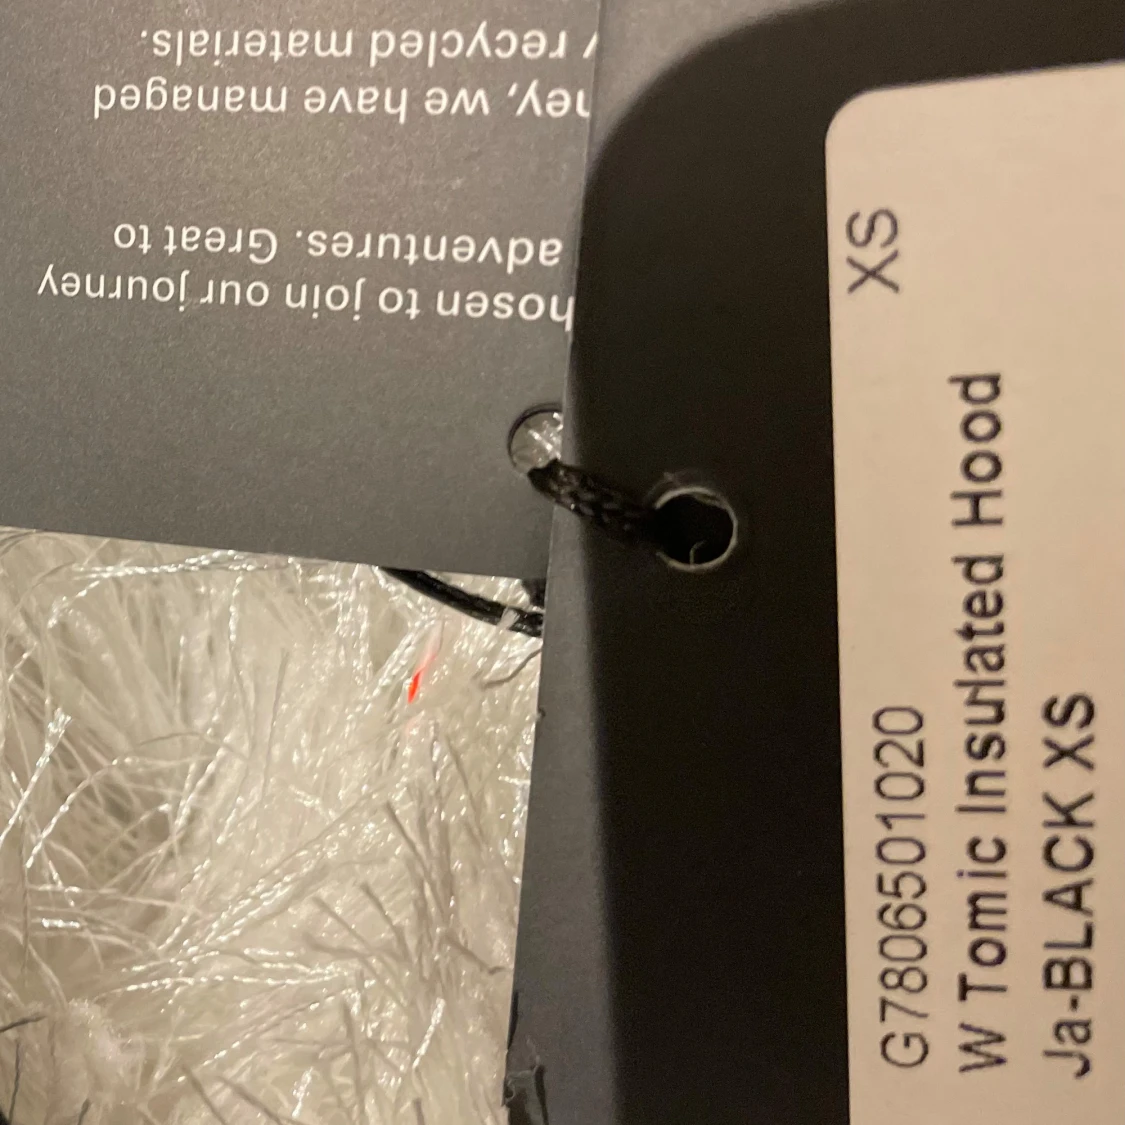 hosen to join our journey
adventures. Great to
ney, we have managed
y recycled materials.
XS
G7806501020
W Tomic Insulated Hood
Ja-BLACK XS